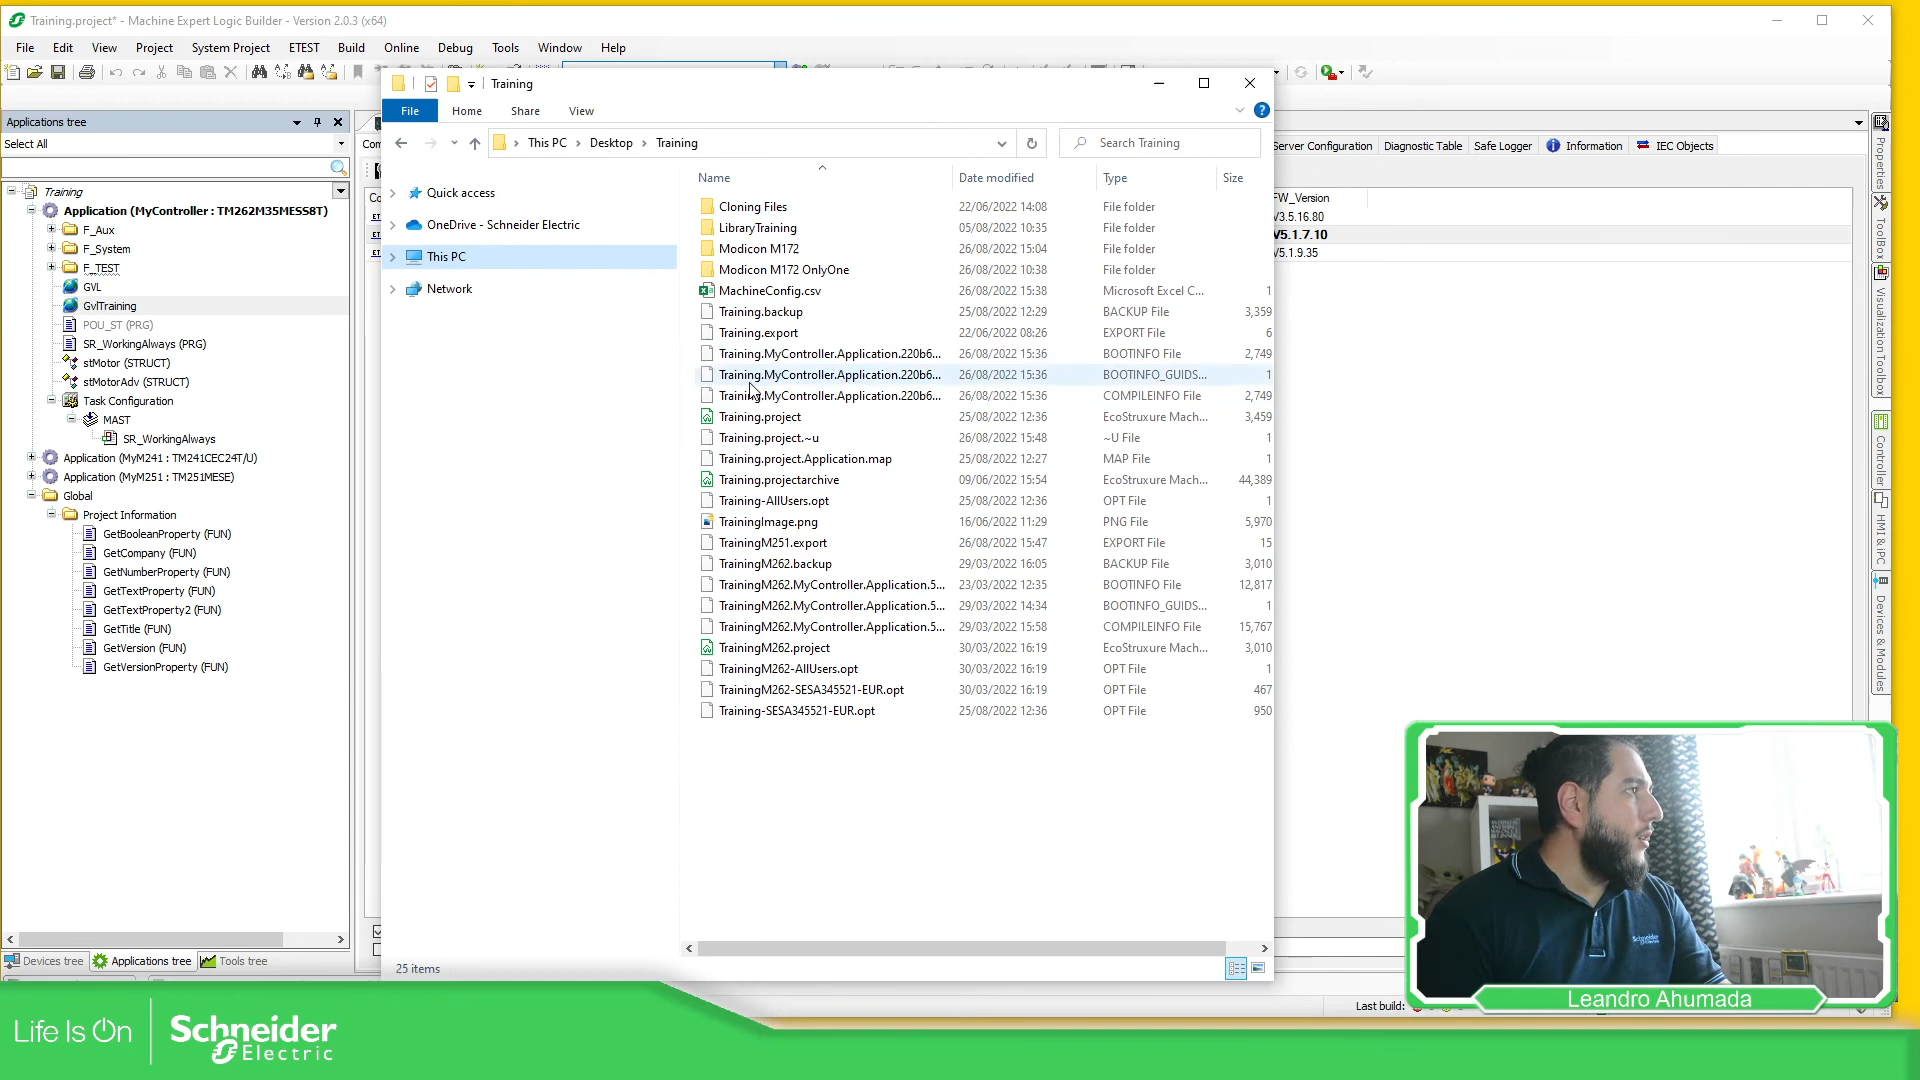 Training.project* - Machine Expert Logic Builder - Version 2.0.3 (x64)
File Edit View Project System Project ETEST Build Online Debug Tools Window Help
Applications tree
Select All
Training
Application (MyController : TM262M35MESS8T)
F_Aux
F_System
F_TEST
GVL
GvlTraining
POU_ST (PRG)
SR_WorkingAlways (PRG)
stMotor (STRUCT)
stMotorAdv (STRUCT)
Task Configuration
MAST
SR_WorkingAlways
Application (MyM241 : TM241CEC24T/U)
Application (MyM251 : TM251MESE)
Global
Project Information
GetBooleanProperty (FUN)
GetCompany (FUN)
GetNumberProperty (FUN)
GetTextProperty (FUN)
GetTextProperty2 (FUN)
GetTitle (FUN)
GetVersion (FUN)
GetVersionProperty (FUN)
Devices tree Applications tree Tools tree
Training
File Home Share View
This PC Desktop Training
Search Training
Quick access
OneDrive - Schneider Electric
This PC
Network
Name Date modified Type Size
Cloning Files 22/06/2022 14:08 File folder
LibraryTraining 05/08/2022 10:35 File folder
Modicon M172 26/08/2022 15:04 File folder
Modicon M172 OnlyOne 26/08/2022 10:38 File folder
MachineConfig.csv 26/08/2022 15:38 Microsoft Excel C... 1
Training.backup 25/08/2022 12:29 BACKUP File 3,359
Training.export 22/06/2022 08:26 EXPORT File 6
Training.MyController.Application.220b6... 26/08/2022 15:36 BOOTINFO File 2,749
Training.MyController.Application.220b6... 26/08/2022 15:36 BOOTINFO_GUIDS... 1
Training.MyController.Application.220b6... 26/08/2022 15:36 COMPILEINFO File 2,749
Training.project 25/08/2022 12:36 EcoStruxure Mach... 3,459
Training.project.~u 26/08/2022 15:48 ~U File 1
Training.project.Application.map 25/08/2022 12:27 MAP File 1
Training.projectarchive 09/06/2022 15:54 EcoStruxure Mach... 44,389
Training-AllUsers.opt 25/08/2022 12:36 OPT File 1
TrainingImage.png 16/06/2022 11:29 PNG File 5,970
TrainingM251.export 26/08/2022 15:47 EXPORT File 15
TrainingM262.backup 29/03/2022 16:05 BACKUP File 3,010
TrainingM262.MyController.Application.5... 23/03/2022 12:35 BOOTINFO File 12,817
TrainingM262.MyController.Application.5... 29/03/2022 14:34 BOOTINFO_GUIDS... 1
TrainingM262.MyController.Application.5... 29/03/2022 15:58 COMPILEINFO File 15,767
TrainingM262.project 30/03/2022 16:19 EcoStruxure Mach... 3,010
TrainingM262-AllUsers.opt 30/03/2022 16:19 OPT File 1
TrainingM262-SESA345521-EUR.opt 30/03/2022 16:19 OPT File 467
Training-SESA345521-EUR.opt 25/08/2022 12:36 OPT File 950
25 items
Server Configuration Diagnostic Table Safe Logger Information IEC Objects
FW_Version
V3.5.16.80
V5.1.7.10
V5.1.9.35
Properties
ToolBox
Visualization Toolbox
Controller
HMI & iPC
Devices & Modules
Last build:
Leandro Ahumada
Life Is On Schneider Electric